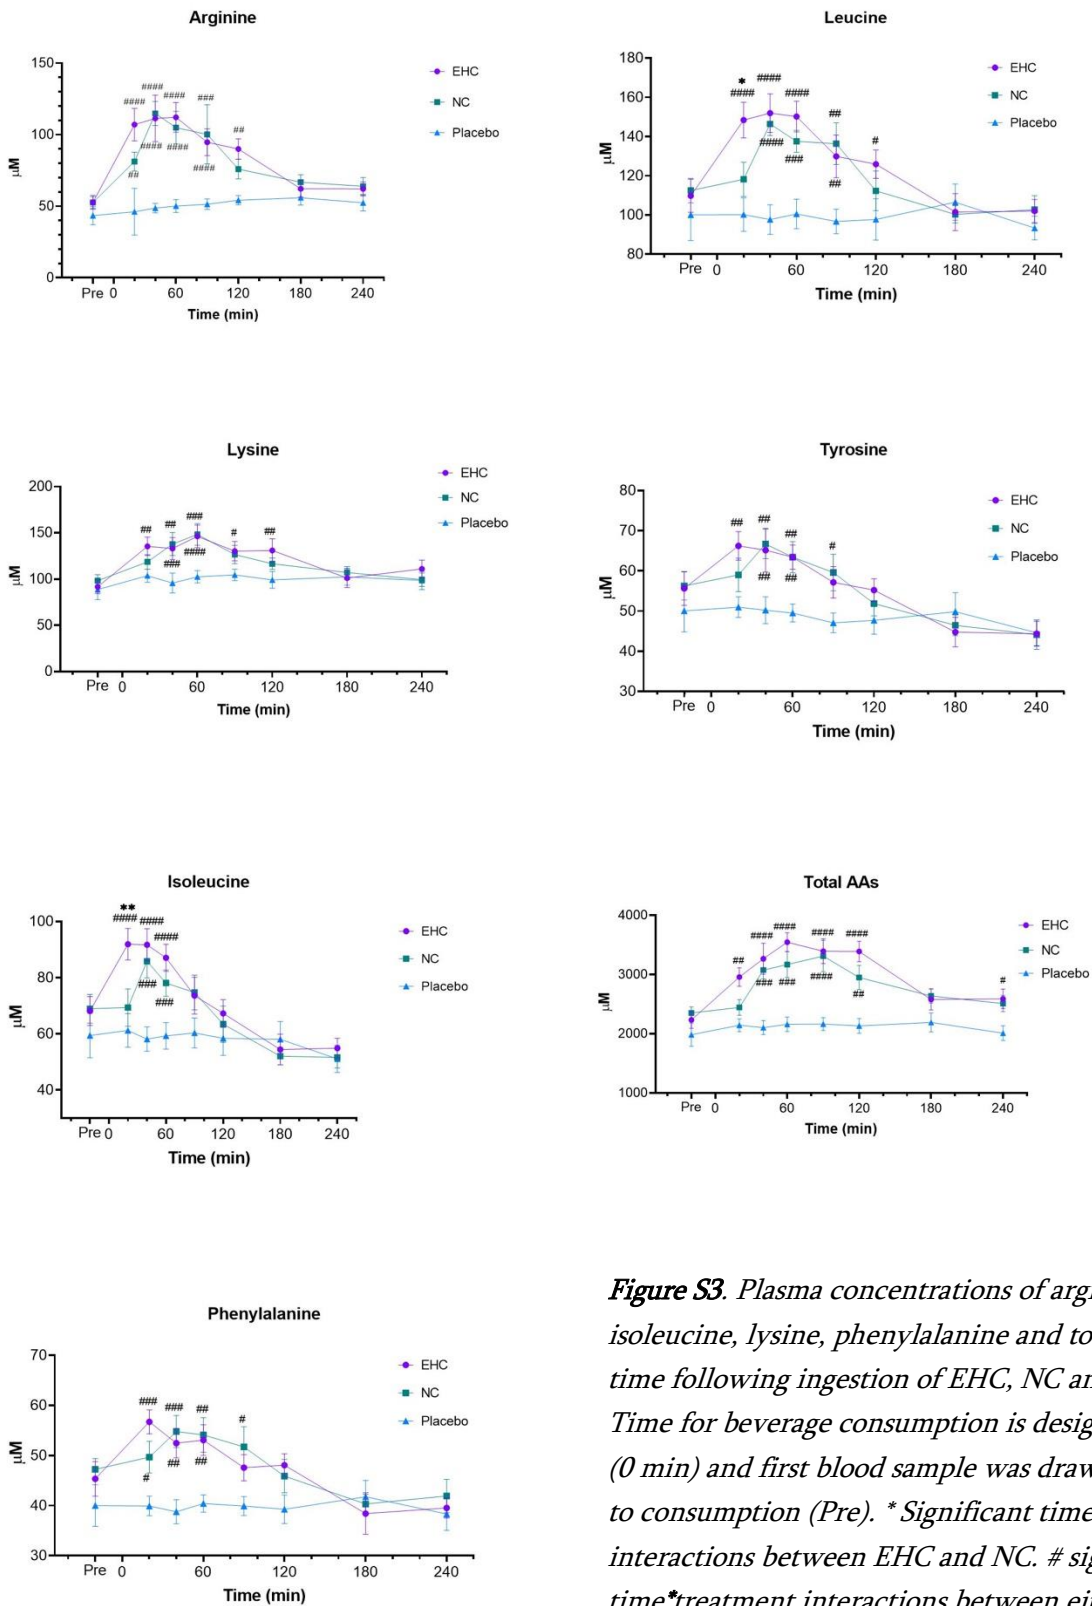 Arginine
150
100
50
0
μM
#### #### #### ### ##
## #### #### ####
Pre 0 60 120 180 240
Time (min)
EHC
NC
Placebo
Leucine
180
160
140
120
100
80
μM
*
#### #### #### ## #
#### ### ##
Pre 0 60 120 180 240
Time (min)
EHC
NC
Placebo
Lysine
200
150
100
50
0
μM
## ## ### # ##
### ####
Pre 0 60 120 180 240
Time (min)
EHC
NC
Placebo
Tyrosine
80
70
60
50
40
30
μM
## ## ## #
## ##
Pre 0 60 120 180 240
Time (min)
EHC
NC
Placebo
Isoleucine
100
80
60
40
μM
**
#### #### ####
### ###
Pre 0 60 120 180 240
Time (min)
EHC
NC
Placebo
Total AAs
4000
3000
2000
1000
μM
## #### #### #### #### #
### ### #### ##
Pre 0 60 120 180 240
Time (min)
EHC
NC
Placebo
Phenylalanine
70
60
50
40
30
μM
### ### ## #
# ## ##
Pre 0 60 120 180 240
Time (min)
EHC
NC
Placebo
Figure S3. Plasma concentrations of
isoleucine, lysine, phenylalanine and
time following ingestion of EHC, NC
Time for beverage consumption is
(0 min) and first blood sample was
to consumption (Pre). * Significant time
interactions between EHC and NC. #
time*treatment interactions between